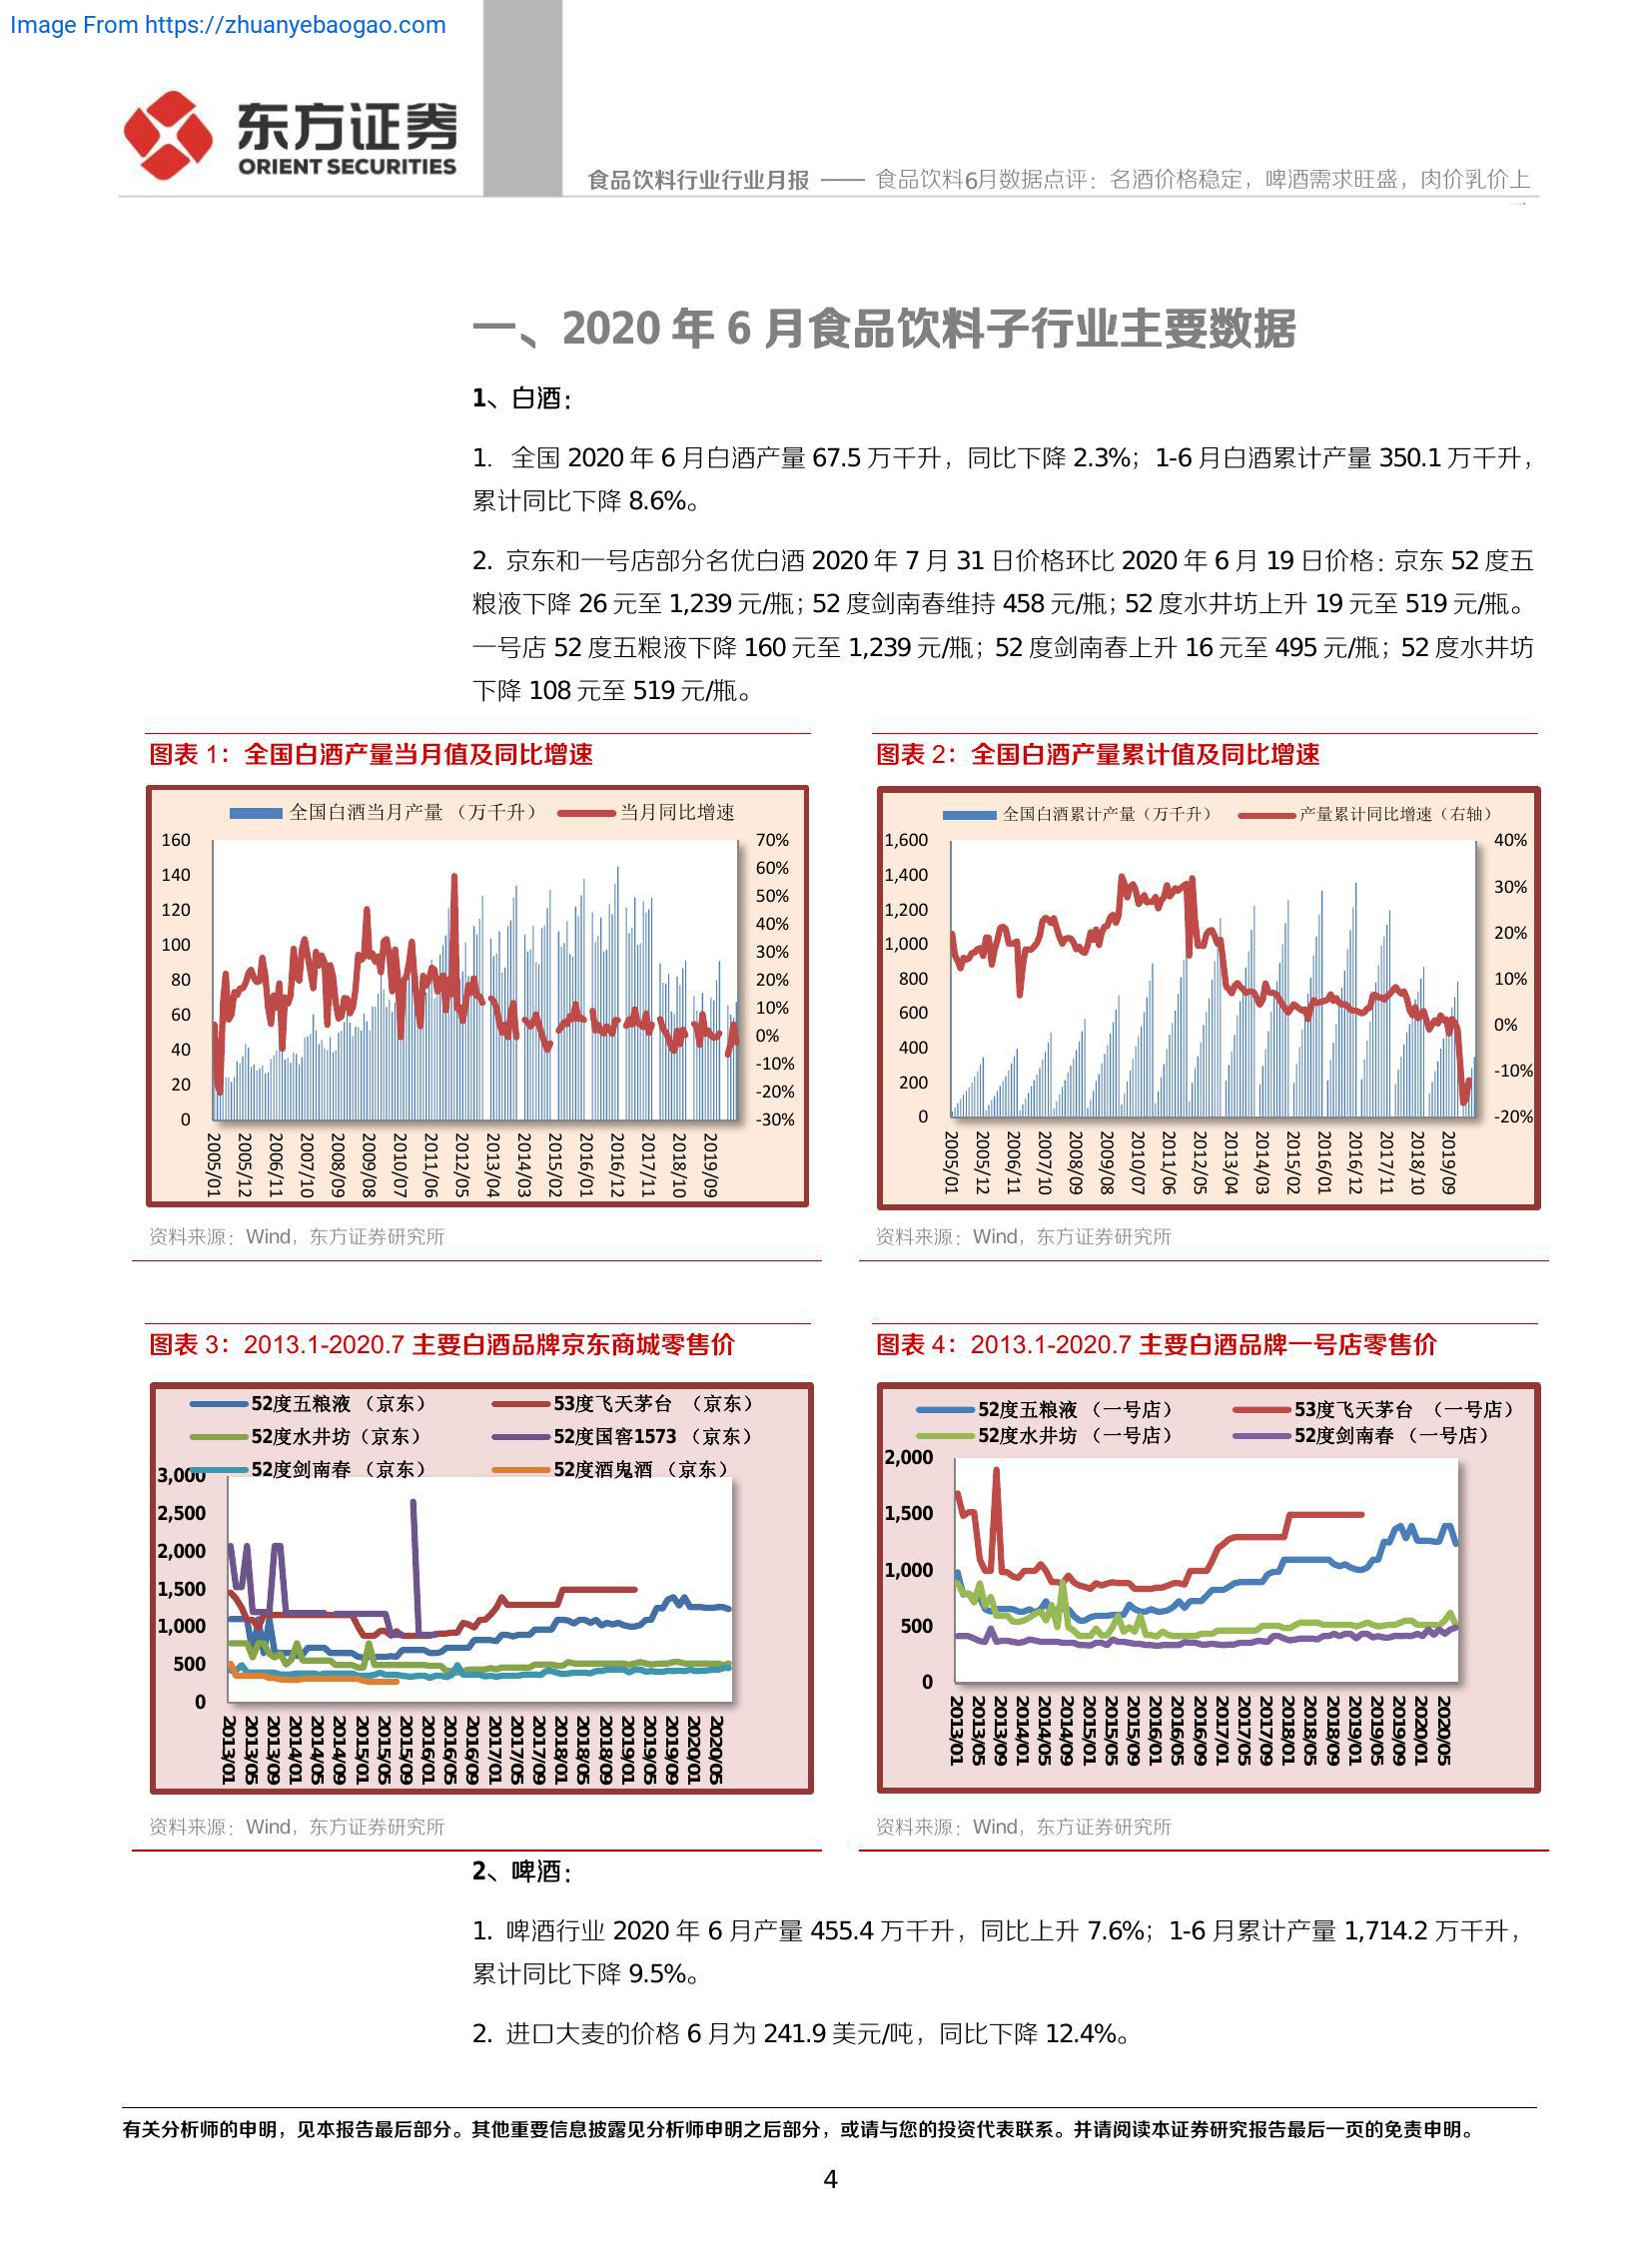 Image From https://zhuanyebaogao.com
东方证券
ORIENT SECURITIES
食品饮料行业行业月报 —— 食品饮料6月数据点评：名酒价格稳定，啤酒需求旺盛，肉价乳价上
一、2020 年 6 月食品饮料子行业主要数据
1、白酒：
1. 全国 2020 年 6 月白酒产量 67.5 万千升，同比下降 2.3%；1-6 月白酒累计产量 350.1 万千升，
累计同比下降 8.6%。
2. 京东和一号店部分名优白酒 2020 年 7 月 31 日价格环比 2020 年 6 月 19 日价格：京东 52 度五
粮液下降 26 元至 1,239 元/瓶；52 度剑南春维持 458 元/瓶；52 度水井坊上升 19 元至 519 元/瓶。
一号店 52 度五粮液下降 160 元至 1,239 元/瓶；52 度剑南春上升 16 元至 495 元/瓶；52 度水井坊
下降 108 元至 519 元/瓶。
图表 1：全国白酒产量当月值及同比增速
全国白酒当月产量 （万千升） 当月同比增速
160
140
120
100
80
60
40
20
0
70%
60%
50%
40%
30%
20%
10%
0%
-10%
-20%
-30%
2005/01 2005/12 2006/11 2007/10 2008/09 2009/08 2010/07 2011/06 2012/05 2013/04 2014/03 2015/02 2016/01 2016/12 2017/11 2018/10 2019/09
资料来源：Wind，东方证券研究所
图表 2：全国白酒产量累计值及同比增速
全国白酒累计产量（万千升） 产量累计同比增速（右轴）
1,600
1,400
1,200
1,000
800
600
400
200
0
40%
30%
20%
10%
0%
-10%
-20%
2005/01 2005/12 2006/11 2007/10 2008/09 2009/08 2010/07 2011/06 2012/05 2013/04 2014/03 2015/02 2016/01 2016/12 2017/11 2018/10 2019/09
资料来源：Wind，东方证券研究所
图表 3：2013.1-2020.7 主要白酒品牌京东商城零售价
52度五粮液 （京东） 53度飞天茅台 （京东）
52度水井坊（京东） 52度国窖1573 （京东）
52度剑南春 （京东） 52度酒鬼酒 （京东）
3,000
2,500
2,000
1,500
1,000
500
0
2013/01 2013/05 2013/09 2014/01 2014/05 2014/09 2015/01 2015/05 2015/09 2016/01 2016/05 2016/09 2017/01 2017/05 2017/09 2018/01 2018/05 2018/09 2019/01 2019/05 2019/09 2020/01 2020/05
资料来源：Wind，东方证券研究所
图表 4：2013.1-2020.7 主要白酒品牌一号店零售价
52度五粮液 （一号店） 53度飞天茅台 （一号店）
52度水井坊 （一号店） 52度剑南春 （一号店）
2,000
1,500
1,000
500
0
2013/01 2013/05 2013/09 2014/01 2014/05 2014/09 2015/01 2015/05 2015/09 2016/01 2016/05 2016/09 2017/01 2017/05 2017/09 2018/01 2018/05 2018/09 2019/01 2019/05 2019/09 2020/01 2020/05
资料来源：Wind，东方证券研究所
2、啤酒：
1. 啤酒行业 2020 年 6 月产量 455.4 万千升，同比上升 7.6%；1-6 月累计产量 1,714.2 万千升，
累计同比下降 9.5%。
2. 进口大麦的价格 6 月为 241.9 美元/吨，同比下降 12.4%。
有关分析师的申明，见本报告最后部分。其他重要信息披露见分析师申明之后部分，或请与您的投资代表联系。并请阅读本证券研究报告最后一页的免责申明。
4